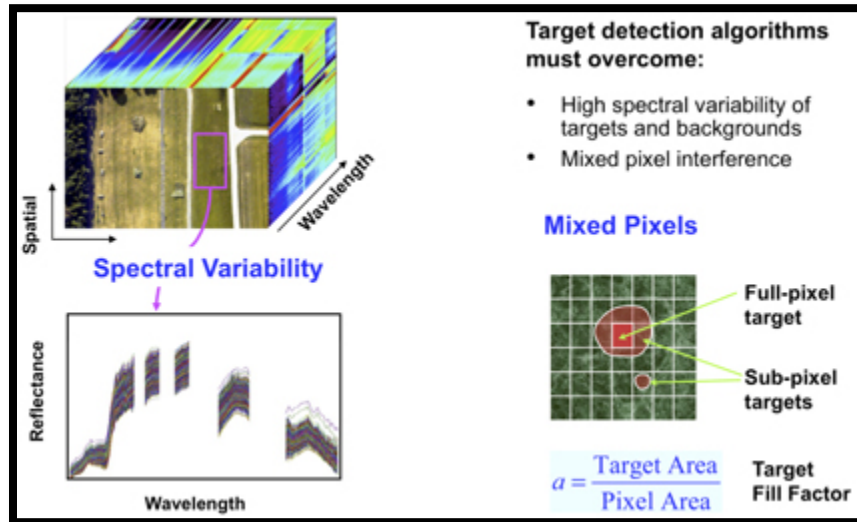 Spatial
Wavelength
Spectral Variability
Reflectance
Wavelength
Target detection algorithms
must overcome:
• High spectral variability of
targets and backgrounds
• Mixed pixel interference
Mixed Pixels
Full-pixel
target
Sub-pixel
targets
a = Target Area / Pixel Area
Target
Fill Factor